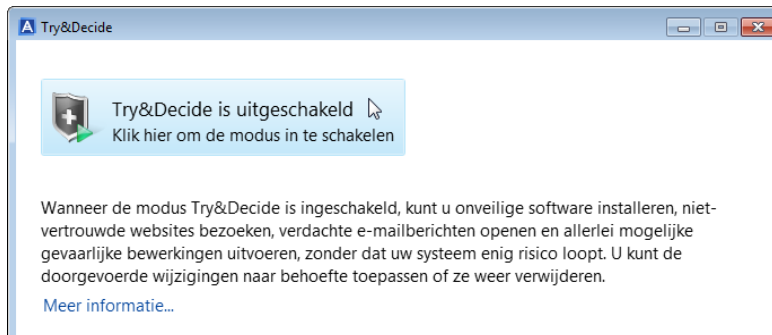 Try&Decide
Try&Decide is uitgeschakeld
Klik hier om de modus in te schakelen
Wanneer de modus Try&Decide is ingeschakeld, kunt u onveilige software installeren, niet-
vertrouwde websites bezoeken, verdachte e-mailberichten openen en allerlei mogelijke
gevaarlijke bewerkingen uitvoeren, zonder dat uw systeem enig risico loopt. U kunt de
doorgevoerde wijzigingen naar behoefte toepassen of ze weer verwijderen.
Meer informatie...